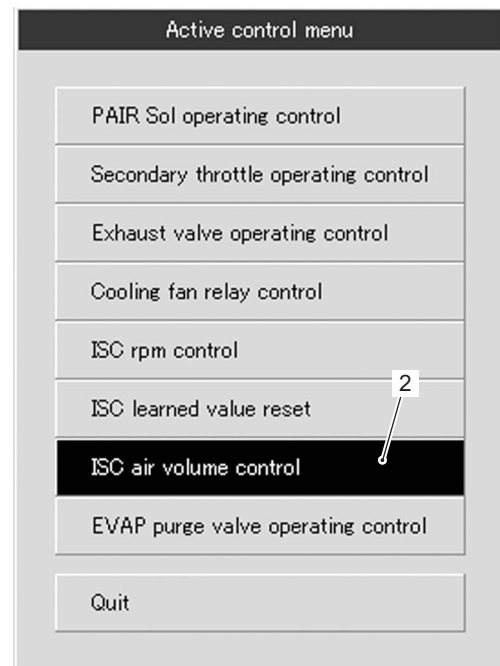 Active control menu
PAIR Sol operating control
Secondary throttle operating control
Exhaust valve operating control
Cooling fan relay control
ISC rpm control
2
ISC learned value reset
ISC air volume control
EVAP purge valve operating control
Quit